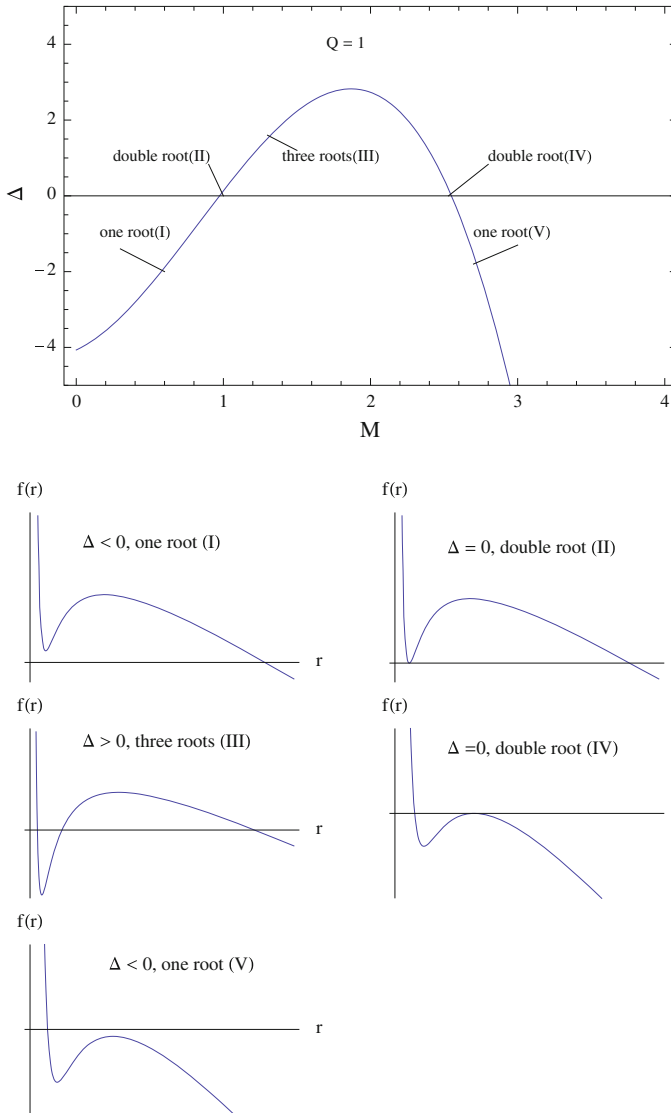 Q = 1
4
2
0
−2
−4
Δ
double root(II)
three roots(III)
double root(IV)
one root(I)
one root(V)
0
1
2
3
4
M
f(r)
Δ < 0, one root (I)
r
f(r)
Δ = 0, double root (II)
f(r)
Δ > 0, three roots (III)
r
f(r)
Δ =0, double root (IV)
f(r)
Δ < 0, one root (V)
r